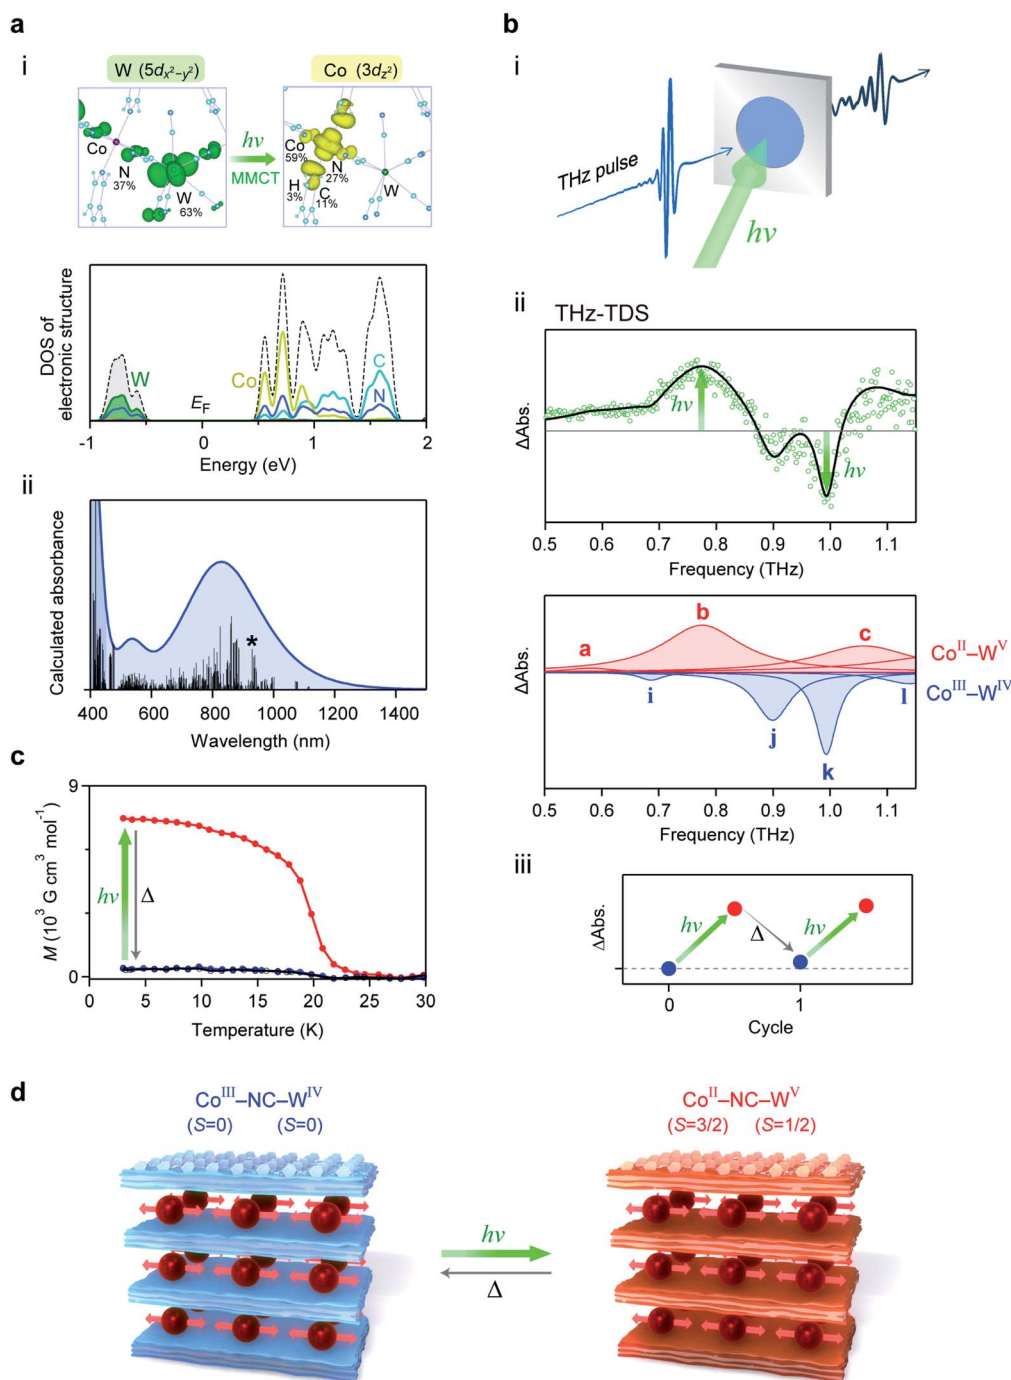 a
i
W (5dx²−y²)
Co (3dz²)
hν
MMCT
Co
N
37%
W
63%
Co
59%
N
27%
H
3%
C
11%
W
DOS of
electronic structure
W
Co
C
N
EF
-1 0 1 2
Energy (eV)
ii
Calculated absorbance
*
400 600 800 1000 1200 1400
Wavelength (nm)
b
i
THz pulse
hν
ii
THz-TDS
ΔAbs.
hν
hν
0.5 0.6 0.7 0.8 0.9 1.0 1.1
Frequency (THz)
ΔAbs.
a
b
c
Coᴵᴵ–Wⱽ
Coᴵᴵᴵ–Wᴵⱽ
i
j
k
l
0.5 0.6 0.7 0.8 0.9 1.0 1.1
Frequency (THz)
iii
ΔAbs.
hν
Δ
hν
0 1
Cycle
c
M (10³ G cm³ mol⁻¹)
9
0
hν
Δ
0 5 10 15 20 25 30
Temperature (K)
d
Coᴵᴵᴵ–NC–Wᴵⱽ
(S=0) (S=0)
hν
Δ
Coᴵᴵ–NC–Wⱽ
(S=3/2) (S=1/2)